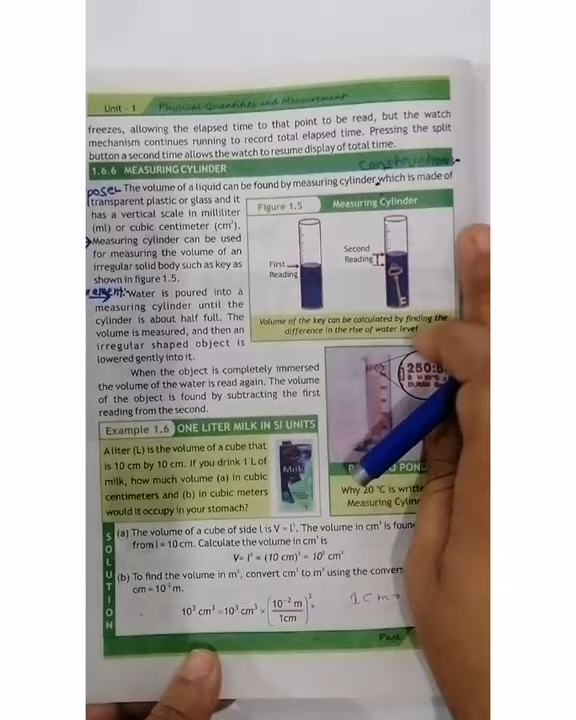 Unit - 1 Physical Quantities and Measurement
freezes, allowing the elapsed time to that point to be read, but the watch
mechanism continues running to record total elapsed time. Pressing the split
button a second time allows the watch to resume display of total time.
Construction
1.6.6 MEASURING CYLINDER
pose The volume of a liquid can be found by measuring cylinder which is made of
transparent plastic or glass and it
has a vertical scale in milliliter
(ml) or cubic centimeter (cm³).
Measuring cylinder can be used
for measuring the volume of an
irregular solid body such as key as
shown in figure 1.5.
Water is poured into a
measuring cylinder until the
cylinder is about half full. The
volume is measured, and then an
irregular shaped object is
lowered gently into it.
Figure 1.5 Measuring Cylinder
First
Reading
Second
Reading
Volume of the key can be calculated by finding the
difference in the rise of water level
When the object is completely immersed
the volume of the water is read again. The volume
of the object is found by subtracting the first
reading from the second.
250:5
DURAN
POND
Why 20 °C is writte
Measuring Cylin
Example 1.6 ONE LITER MILK IN SI UNITS
A liter (L) is the volume of a cube that
is 10 cm by 10 cm. If you drink 1 L of
milk, how much volume (a) in cubic
centimeters and (b) in cubic meters
would it occupy in your stomach?
Milk
SOLUTION
(a) The volume of a cube of side l is V = l³. The volume in cm³ is foun
from l = 10 cm. Calculate the volume in cm³ is
V= l³ = (10 cm)³ = 10³ cm³
(b) To find the volume in m³, convert cm³ to m³ using the conver
cm = 10⁻² m.
10³ cm³ = 10³ cm³ × (10⁻² m / 1cm)³
1cm=
Page